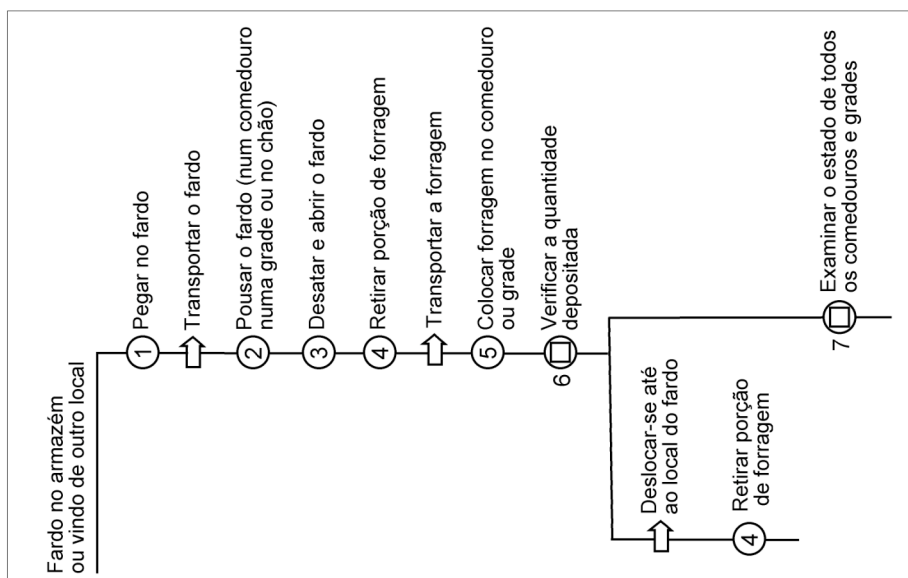 Fardo no armazém
ou vindo de outro local
1
Pegar no fardo
Transportar o fardo
2
Pousar o fardo (num comedouro
numa grade ou no chão)
3
Desatar e abrir o fardo
4
Retirar porção de forragem
Transportar a forragem
5
Colocar forragem no comedouro
ou grade
6
Verificar a quantidade
depositada
Deslocar-se até
ao local do fardo
4
Retirar porção
de forragem
7
Examinar o estado de todos
os comedouros e grades